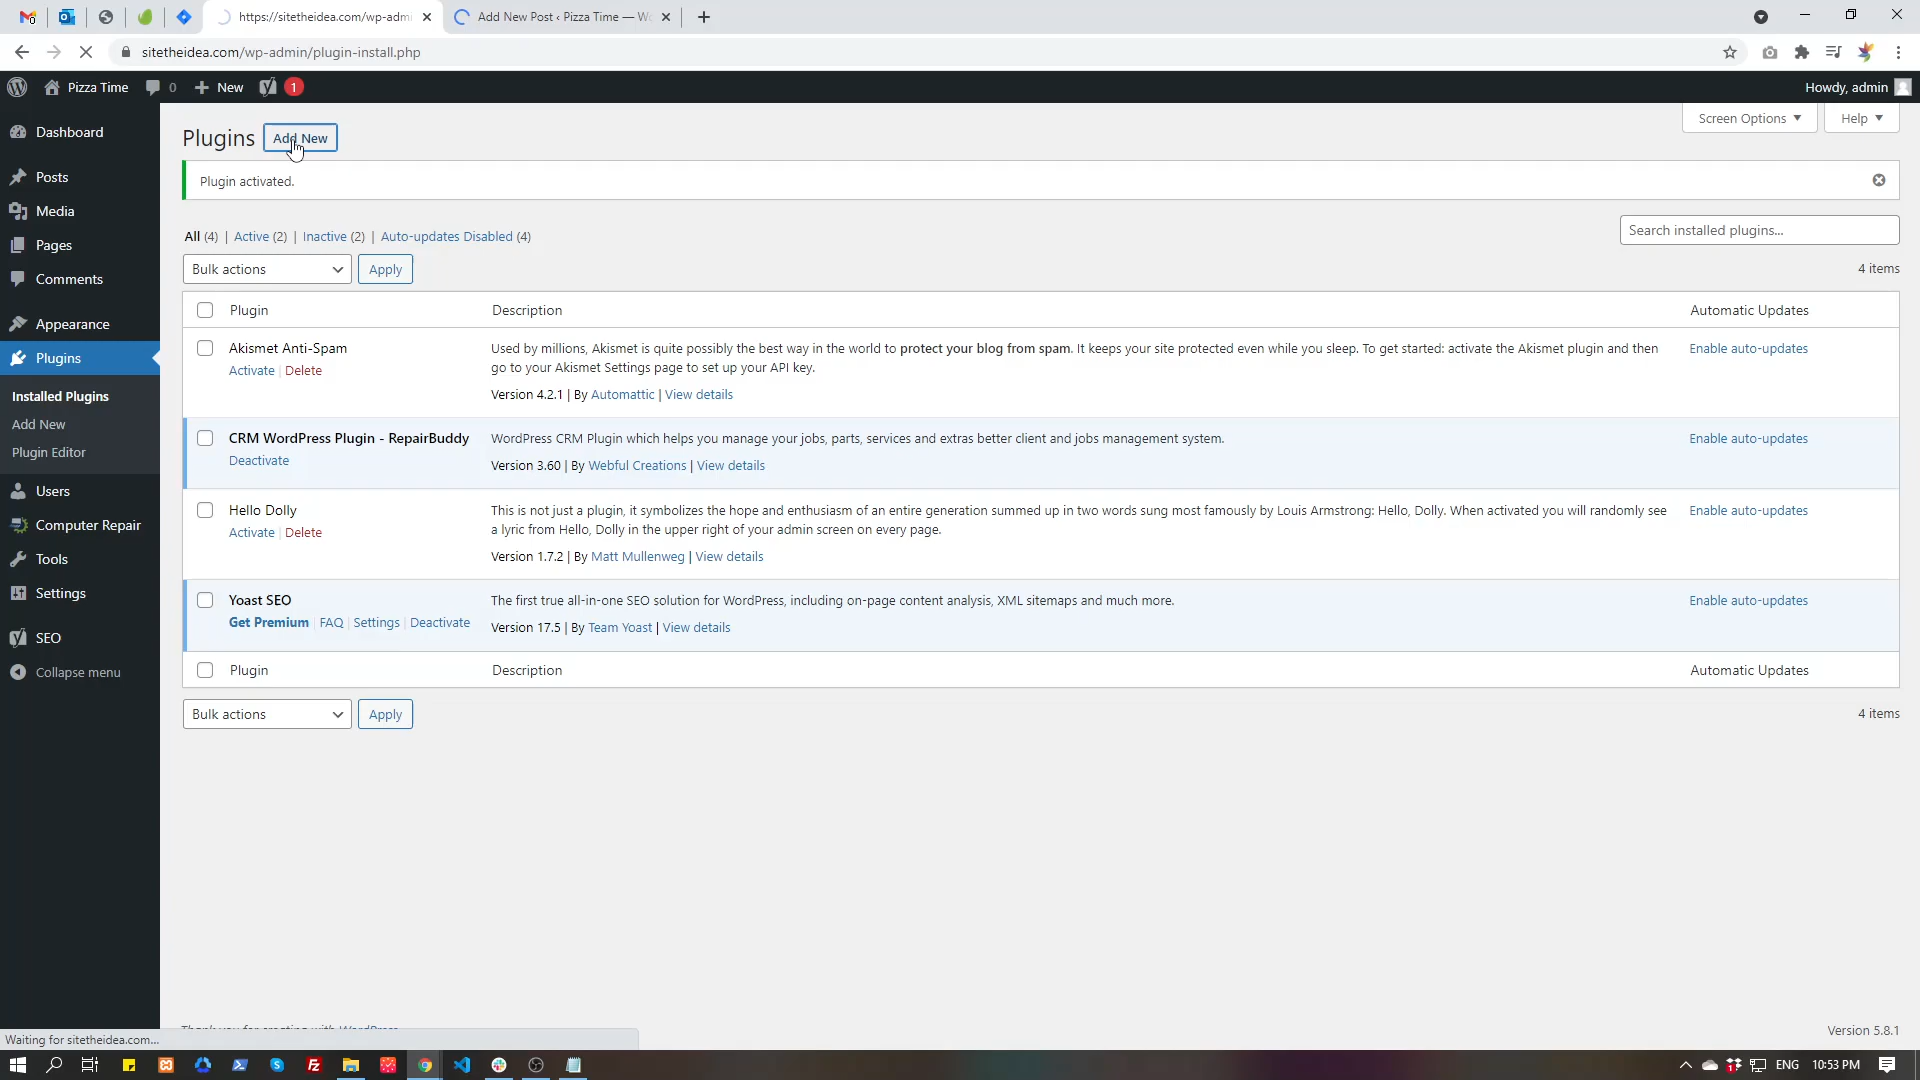 https://sitetheidea.com/wp-admi
Add New Post ‹ Pizza Time — Wo
sitetheidea.com/wp-admin/plugin-install.php
Pizza Time
0
New
1
Howdy, admin
Dashboard
Posts
Media
Pages
Comments
Appearance
Plugins
Installed Plugins
Add New
Plugin Editor
Users
Computer Repair
Tools
Settings
SEO
Collapse menu
Plugins
Add New
Screen Options
Help
Plugin activated.
All (4) | Active (2) | Inactive (2) | Auto-updates Disabled (4)
Search installed plugins...
Bulk actions
Apply
4 items
Plugin
Description
Automatic Updates
Akismet Anti-Spam
Activate | Delete
Used by millions, Akismet is quite possibly the best way in the world to protect your blog from spam. It keeps your site protected even while you sleep. To get started: activate the Akismet plugin and then
go to your Akismet Settings page to set up your API key.
Version 4.2.1 | By Automattic | View details
Enable auto-updates
CRM WordPress Plugin - RepairBuddy
Deactivate
WordPress CRM Plugin which helps you manage your jobs, parts, services and extras better client and jobs management system.
Version 3.60 | By Webful Creations | View details
Enable auto-updates
Hello Dolly
Activate | Delete
This is not just a plugin, it symbolizes the hope and enthusiasm of an entire generation summed up in two words sung most famously by Louis Armstrong: Hello, Dolly. When activated you will randomly see
a lyric from Hello, Dolly in the upper right of your admin screen on every page.
Version 1.7.2 | By Matt Mullenweg | View details
Enable auto-updates
Yoast SEO
Get Premium | FAQ | Settings | Deactivate
The first true all-in-one SEO solution for WordPress, including on-page content analysis, XML sitemaps and much more.
Version 17.5 | By Team Yoast | View details
Enable auto-updates
Plugin
Description
Automatic Updates
Bulk actions
Apply
4 items
Thank you for creating with WordPress
Version 5.8.1
Waiting for sitetheidea.com...
ENG
10:53 PM